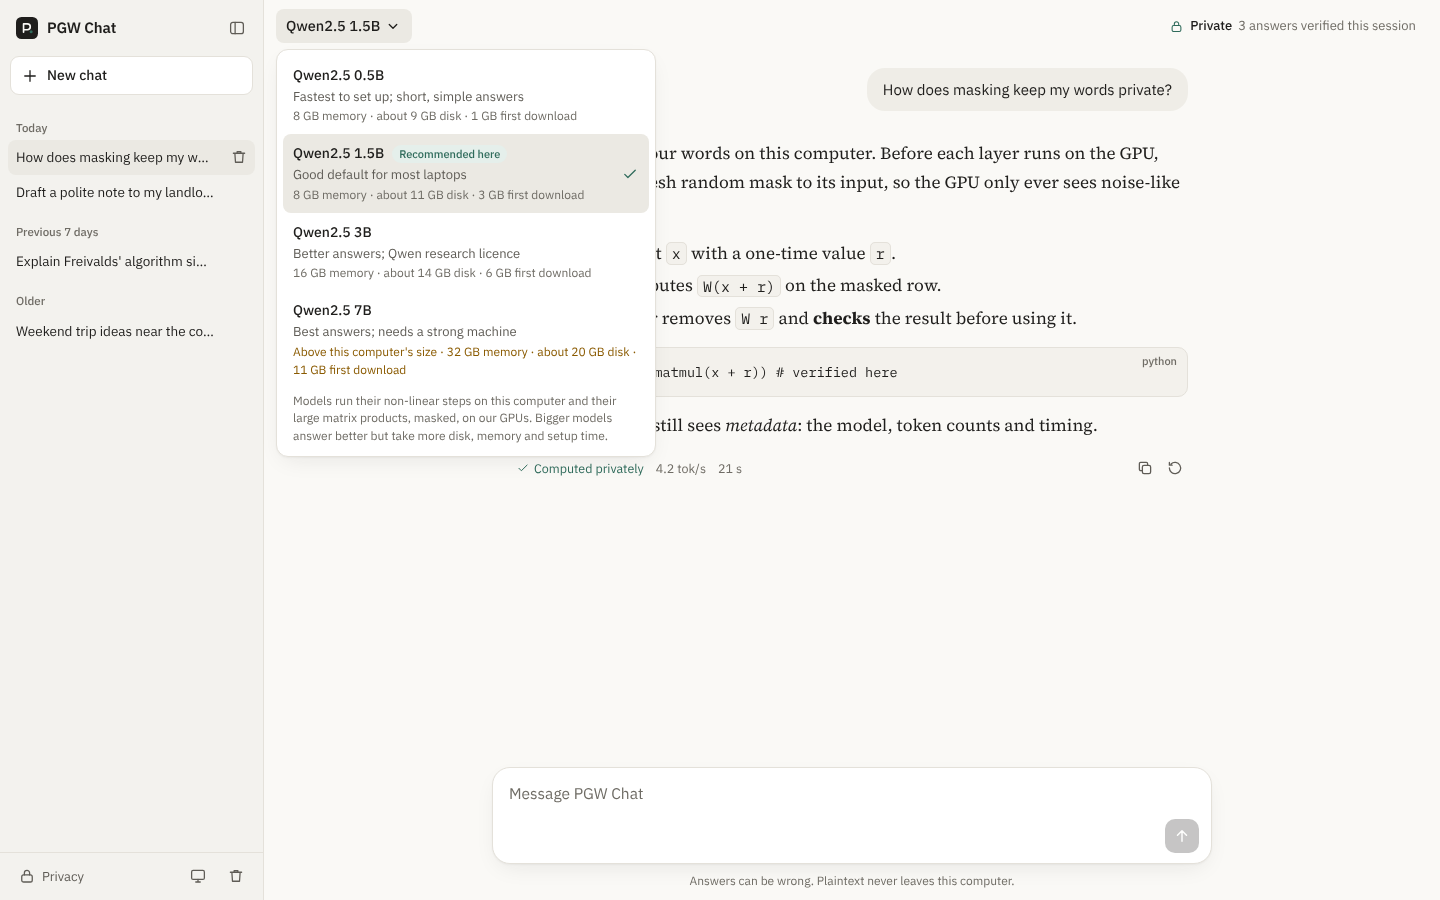 PGW Chat
New chat
Today
How does masking keep my w...
Draft a polite note to my landlo...
Previous 7 days
Explain Freivalds' algorithm si...
Older
Weekend trip ideas near the co...
Privacy
Qwen2.5 1.5B
Private 3 answers verified this session
Qwen2.5 0.5B
Fastest to set up; short, simple answers
8 GB memory · about 9 GB disk · 1 GB first download
Qwen2.5 1.5B Recommended here
Good default for most laptops
8 GB memory · about 11 GB disk · 3 GB first download
Qwen2.5 3B
Better answers; Qwen research licence
16 GB memory · about 14 GB disk · 6 GB first download
Qwen2.5 7B
Best answers; needs a strong machine
Above this computer's size · 32 GB memory · about 20 GB disk ·
11 GB first download
Models run their non-linear steps on this computer and their
large matrix products, masked, on our GPUs. Bigger models
answer better but take more disk, memory and setup time.
How does masking keep my words private?
words on this computer. Before each layer runs on the GPU,
random mask to its input, so the GPU only ever sees noise-like
x with a one-time value r.
W(x + r) on the masked row.
removes W r and checks the result before using it.
python
matmul(x + r)) # verified here
still sees metadata: the model, token counts and timing.
Computed privately 4.2 tok/s 21 s
Message PGW Chat
Answers can be wrong. Plaintext never leaves this computer.